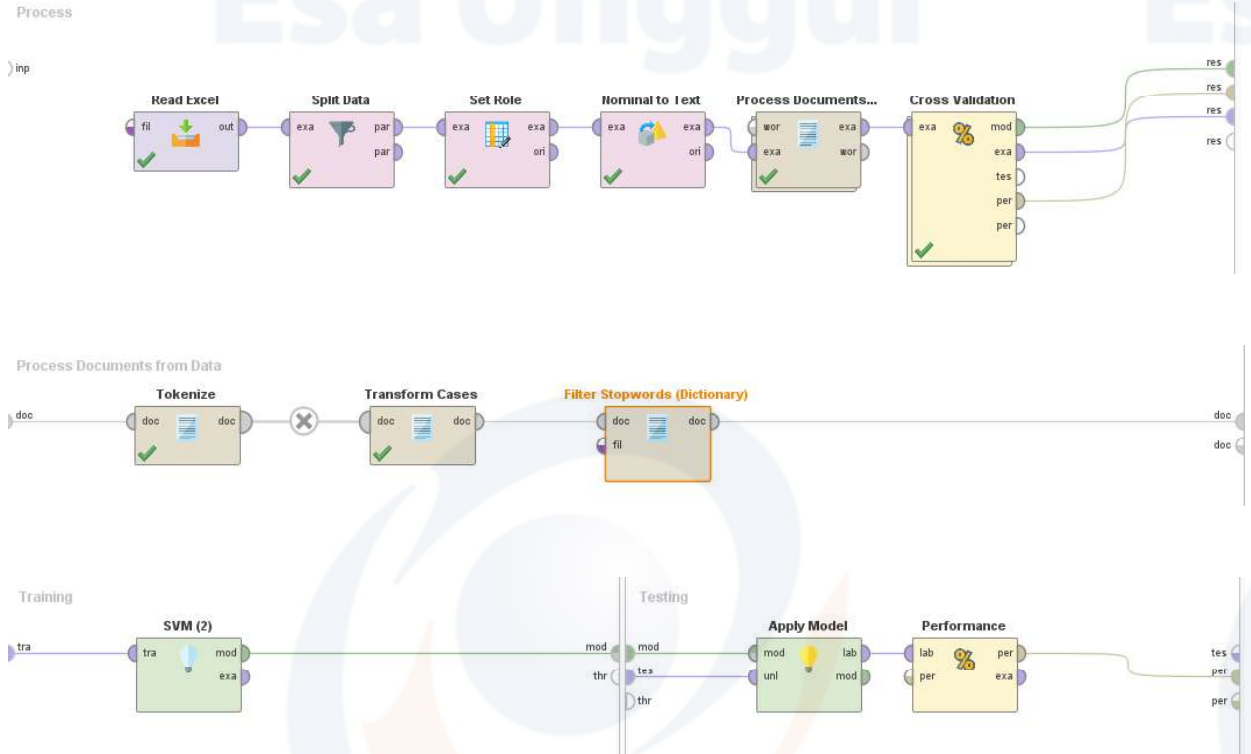 Esa Unggul
Es
Process
inp
res
res
res
res
Read Excel
Split Data
Set Role
Nominal to Text
Process Documents...
Cross Validation
fil out
exa par
par
exa exa
ori
exa exa
ori
wor exa
exa wor
exa mod
exa
tes
per
per
Process Documents from Data
Tokenize
Transform Cases
Filter Stopwords (Dictionary)
doc
doc doc
doc doc
doc doc
fil
doc
doc
Training
SVM (2)
tra
tra mod
exa
mod
thr
Testing
Apply Model
Performance
mod
tes
thr
mod lab
unl mod
lab per
per exa
tes
per
per